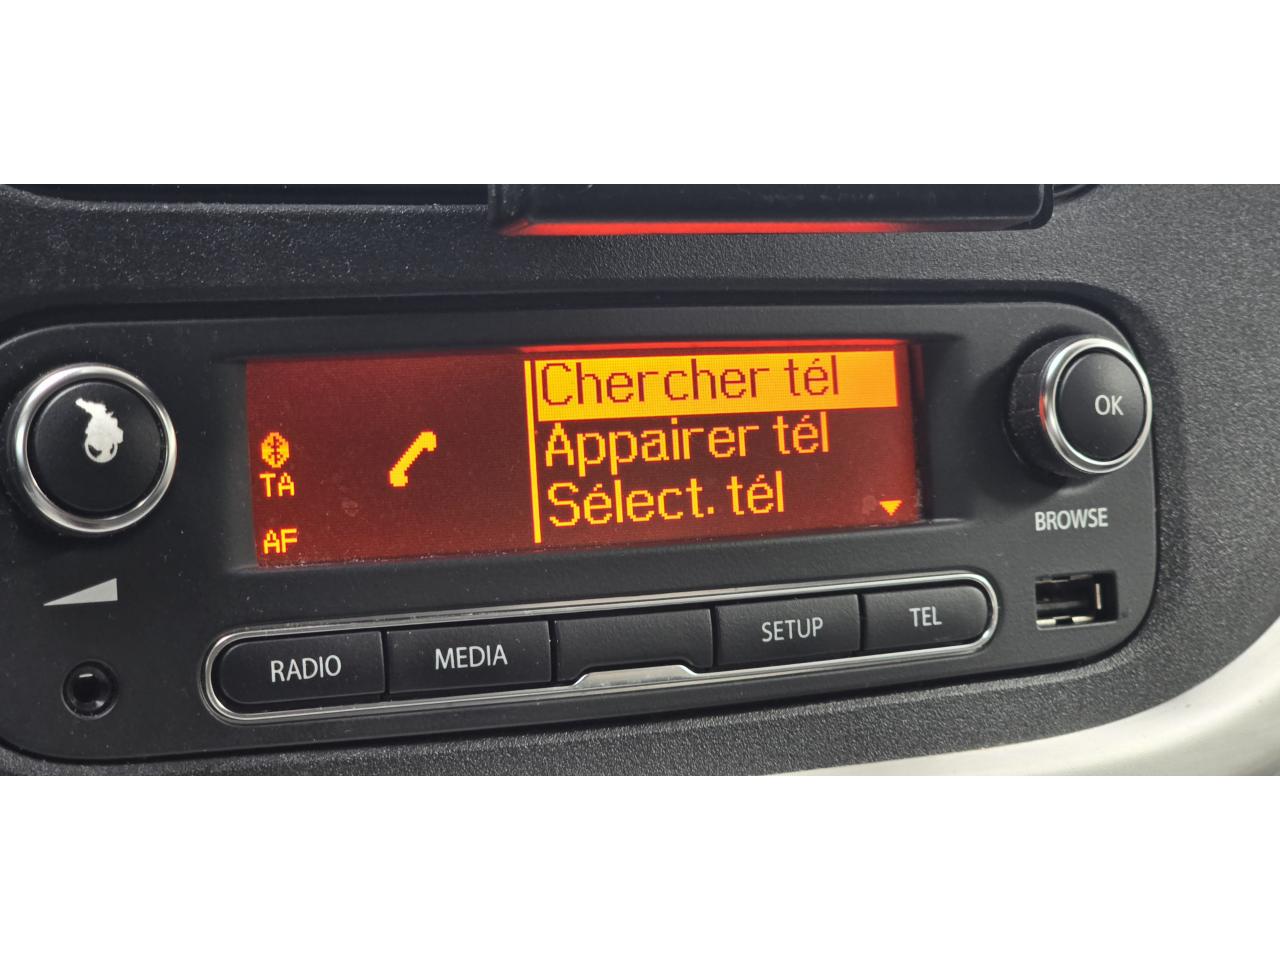 Chercher tél
Appairer tél
Sélect. tél
TA
AF
OK
BROWSE
RADIO
MEDIA
SETUP
TEL